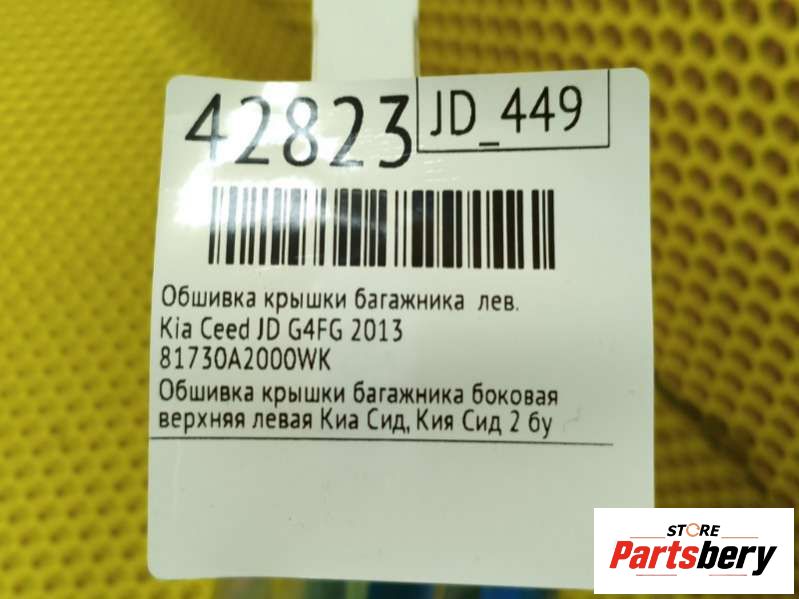 42823 JD_449
Обшивка крышки багажника лев.
Kia Ceed JD G4FG 2013
81730A2000WK
Обшивка крышки багажника боковая
верхняя левая Киа Сид, Кия Сид 2 бу
STORE
Partsbery